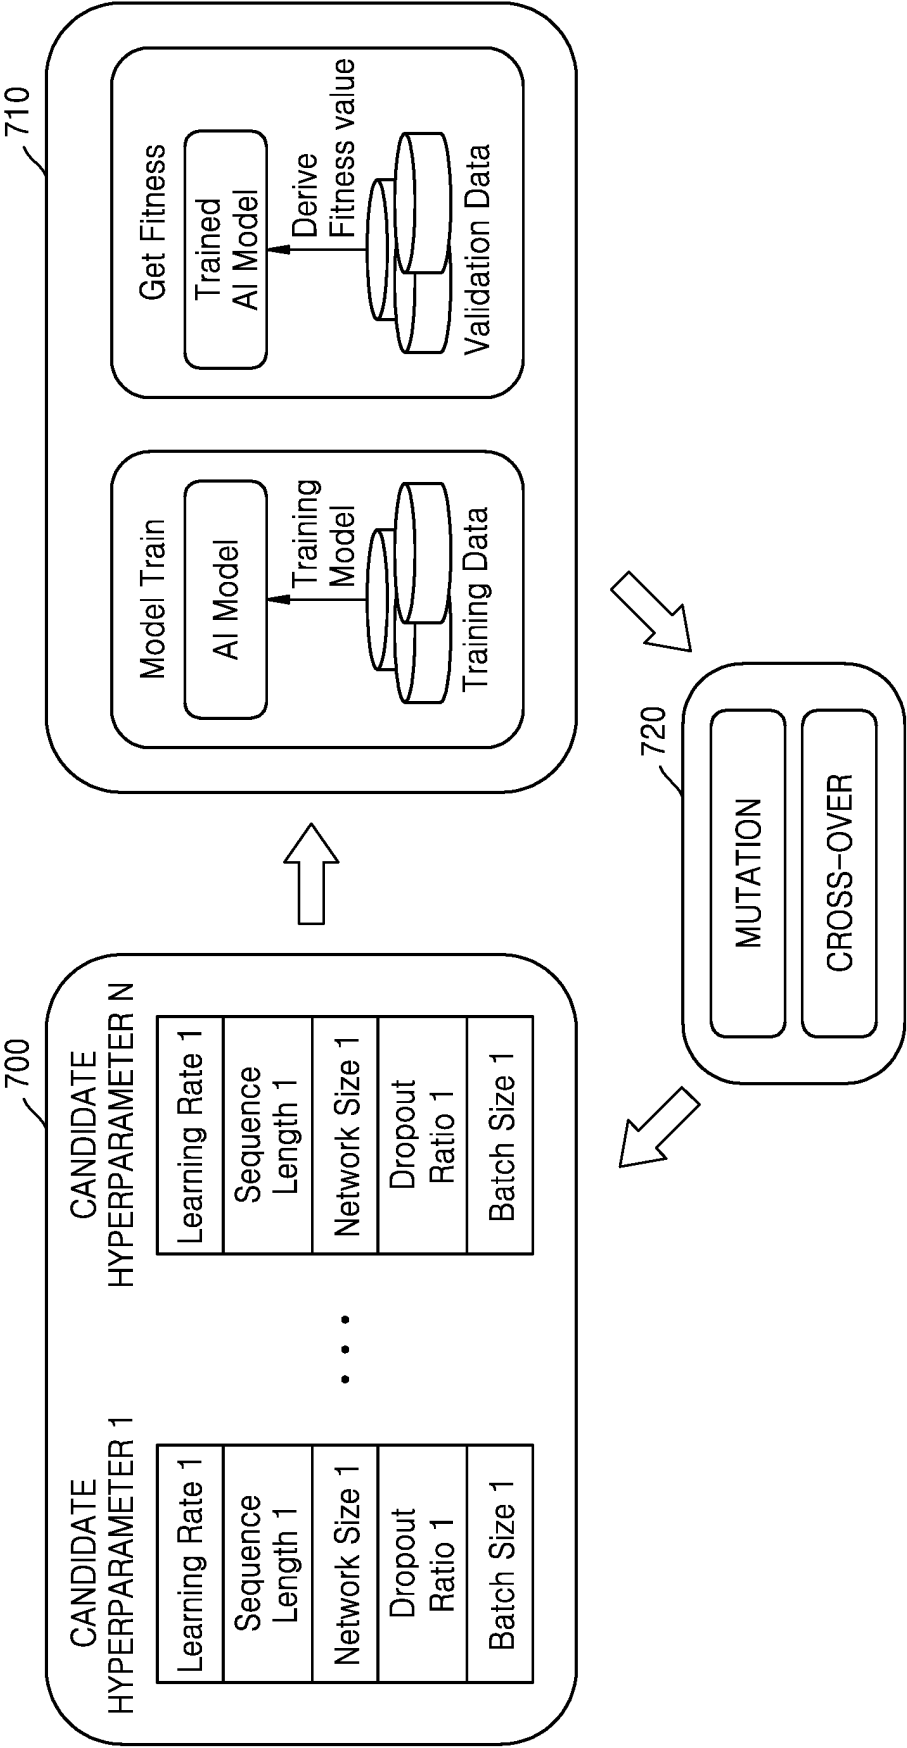 700
CANDIDATE
HYPERPARAMETER 1
Learning Rate 1
Sequence
Length 1
Network Size 1
Dropout
Ratio 1
Batch Size 1
...
CANDIDATE
HYPERPARAMETER N
Learning Rate 1
Sequence
Length 1
Network Size 1
Dropout
Ratio 1
Batch Size 1
710
Model Train
AI Model
Training
Model
Training Data
Get Fitness
Trained
AI Model
Derive
Fitness value
Validation Data
720
MUTATION
CROSS-OVER